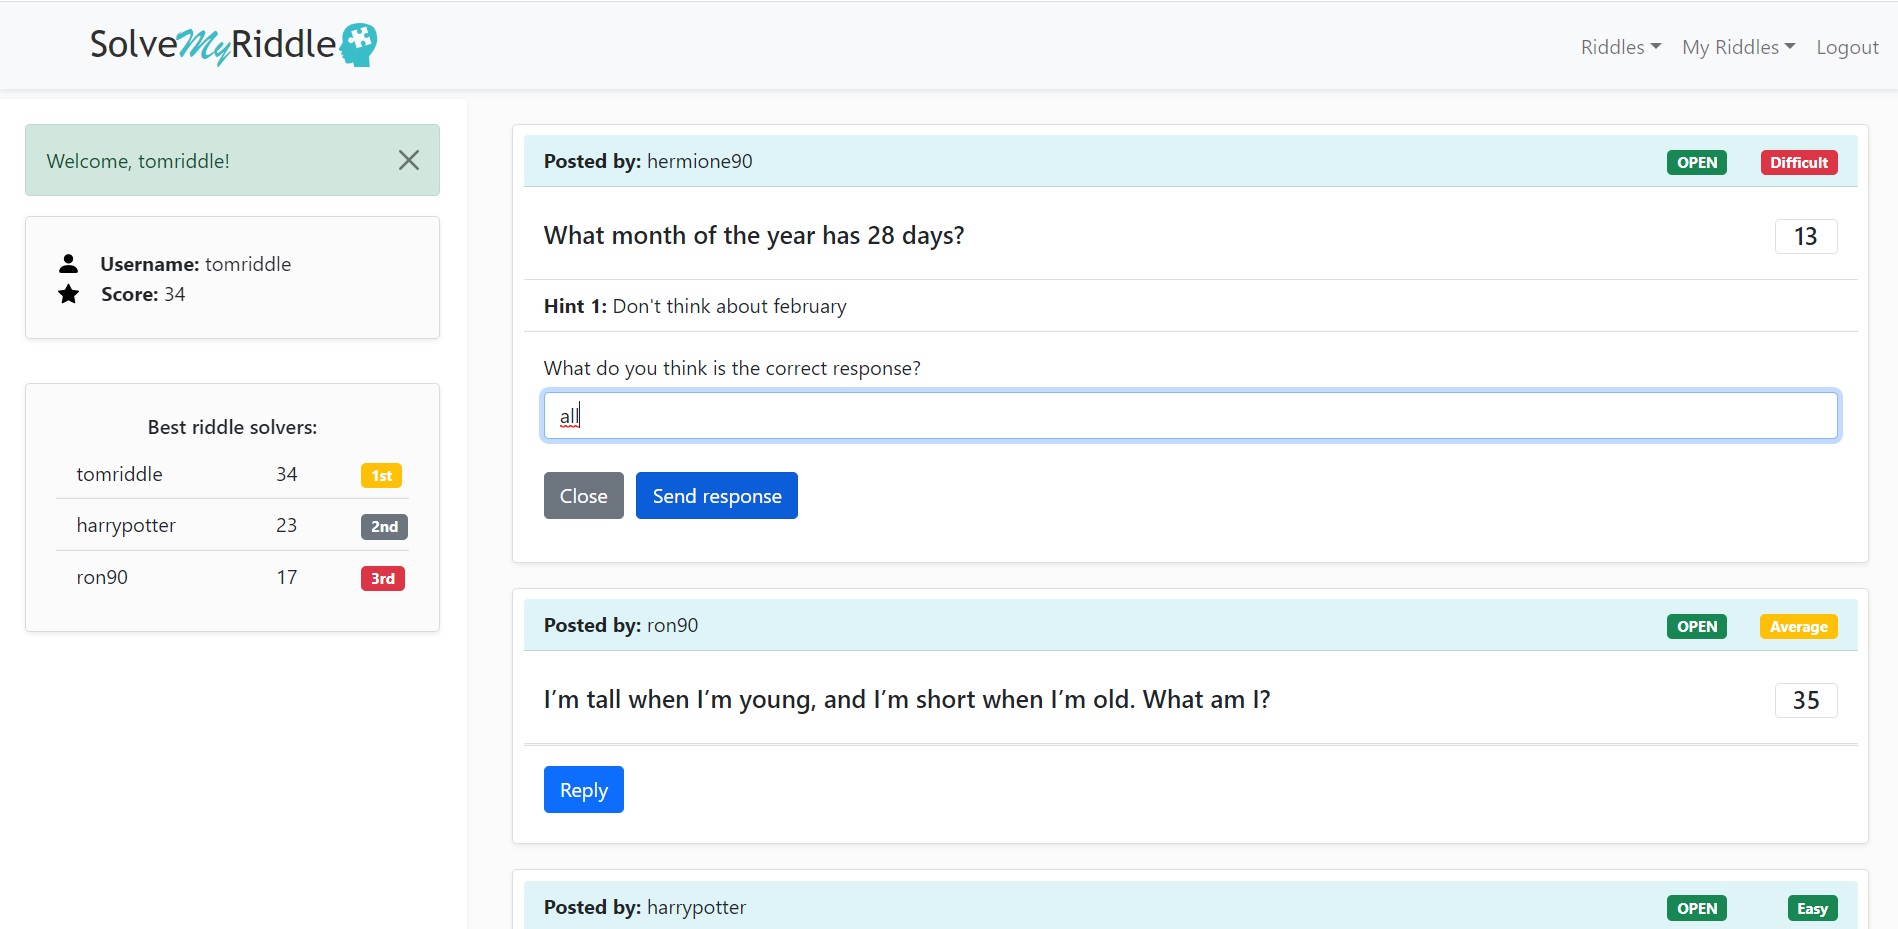 SolveMyRiddle
Riddles My Riddles Logout
Welcome, tomriddle!
Username: tomriddle
Score: 34
Best riddle solvers:
tomriddle 34 1st
harrypotter 23 2nd
ron90 17 3rd
Posted by: hermione90 OPEN Difficult
What month of the year has 28 days? 13
Hint 1: Don't think about february
What do you think is the correct response?
all
Close Send response
Posted by: ron90 OPEN Average
I’m tall when I’m young, and I’m short when I’m old. What am I? 35
Reply
Posted by: harrypotter OPEN Easy